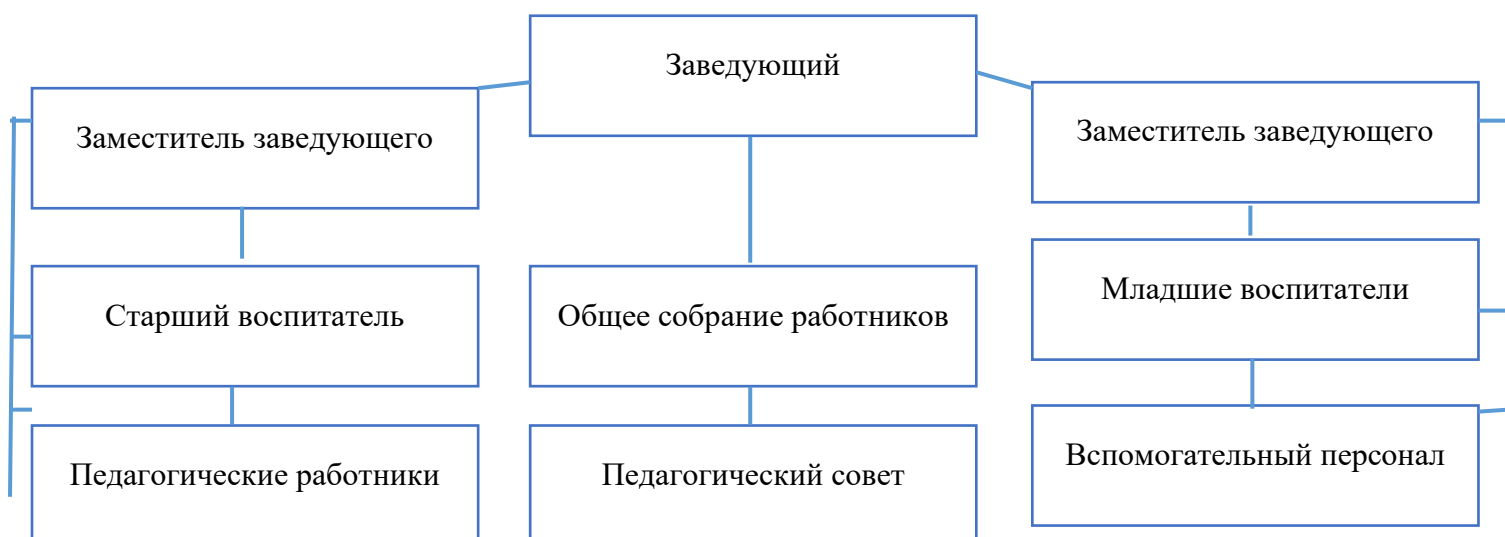 Заведующий
Заместитель заведующего
Заместитель заведующего
Старший воспитатель
Общее собрание работников
Младшие воспитатели
Педагогические работники
Педагогический совет
Вспомогательный персонал